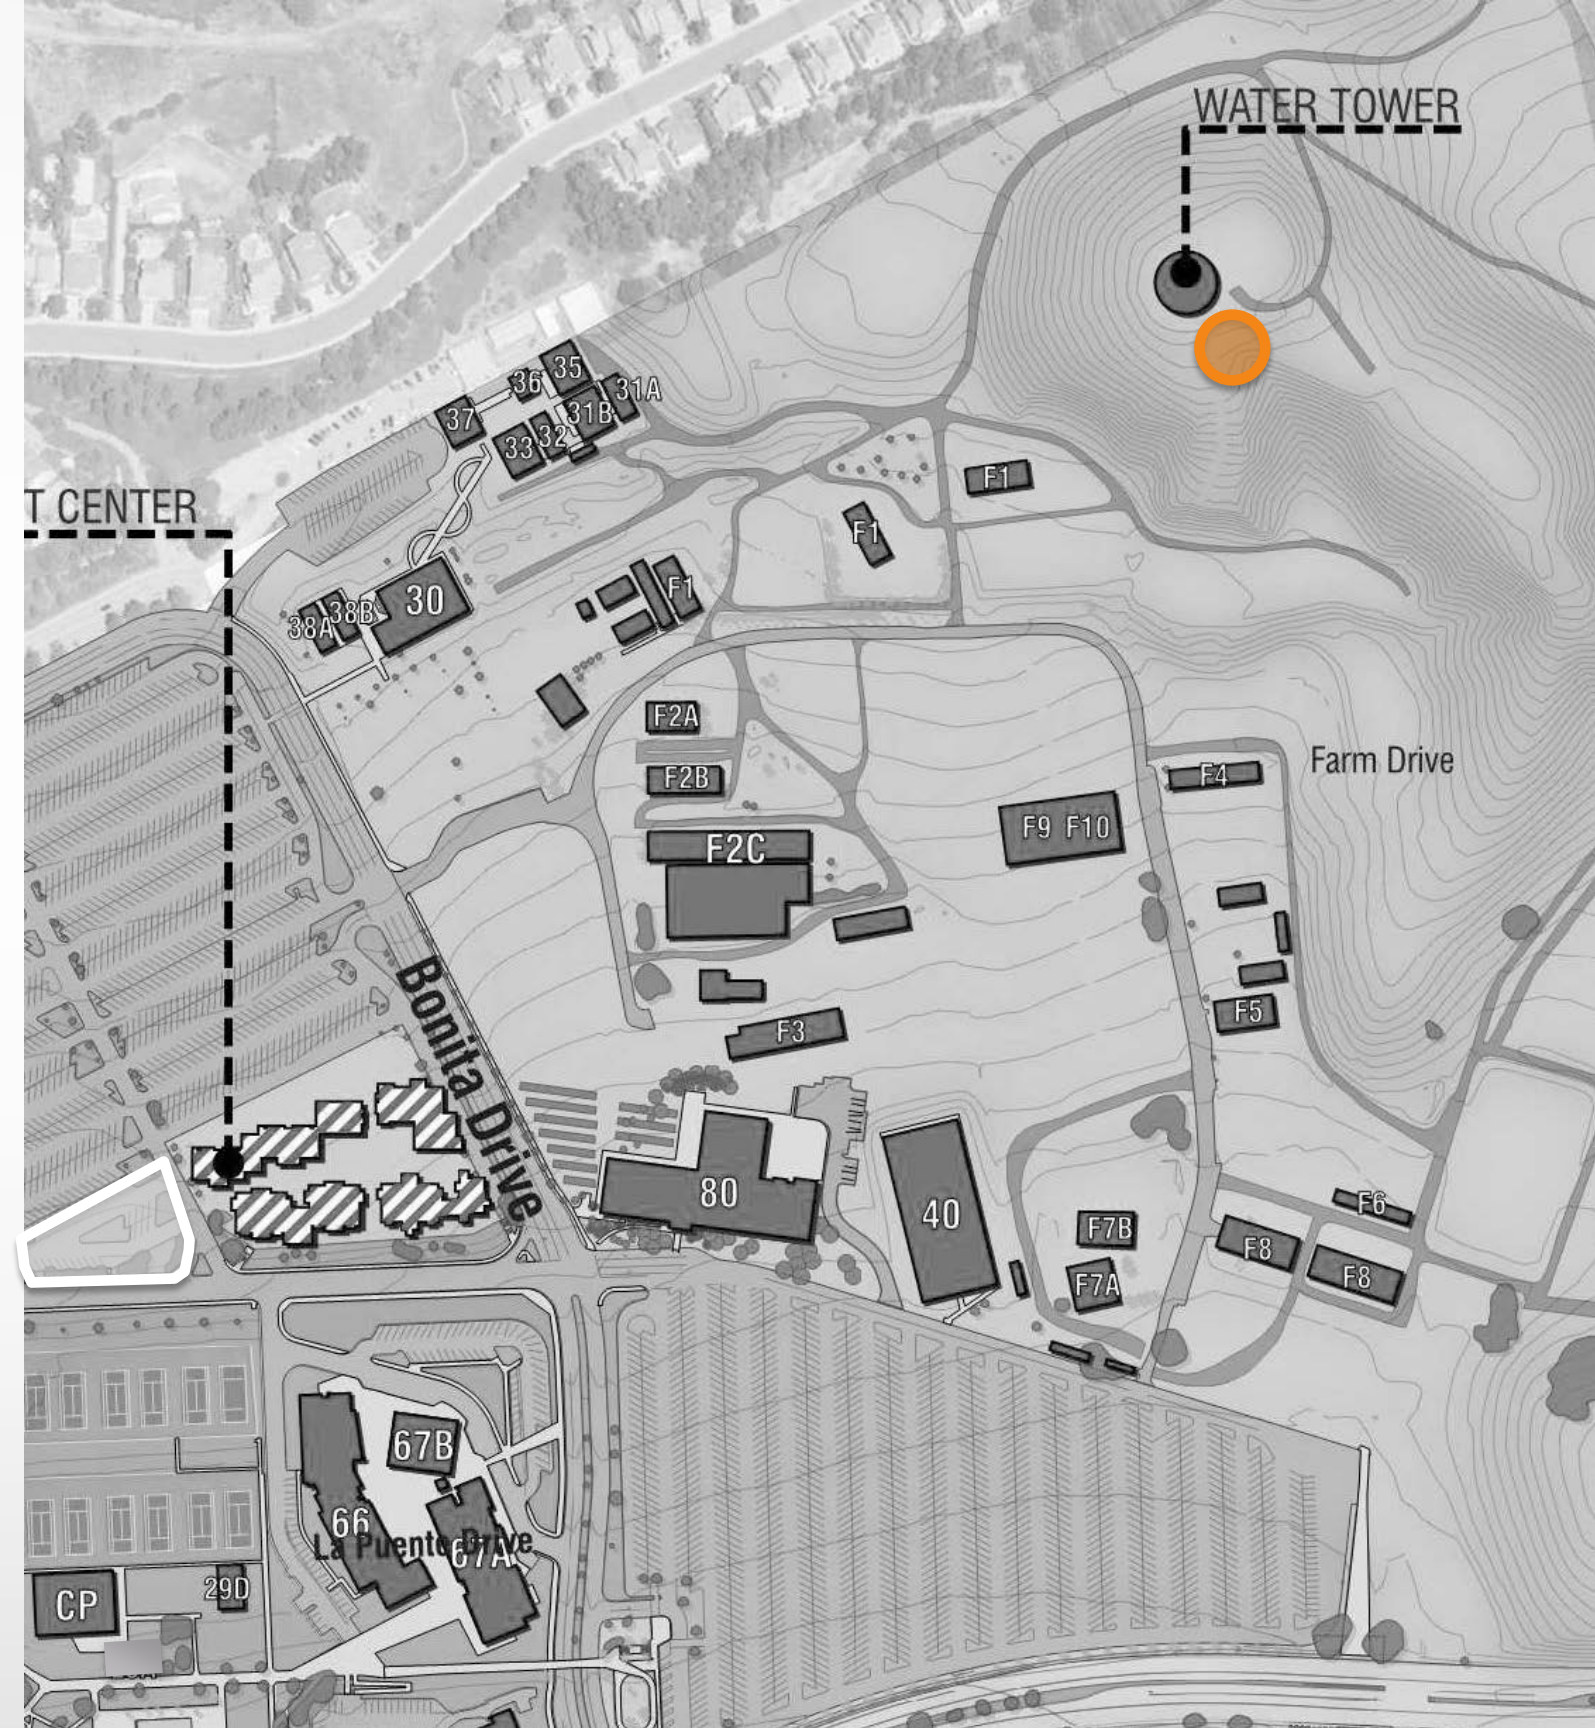 WATER TOWER
35
36
31A
37
31B
32
33
T CENTER
F1
F1
F1
30
38B
38A
F2A
F2B
Farm Drive
F4
F9 F10
F2C
Bonita Drive
F5
F3
80
40
F6
F7B
F8
F8
F7A
67B
66
La Puente Drive
67A
29D
CP